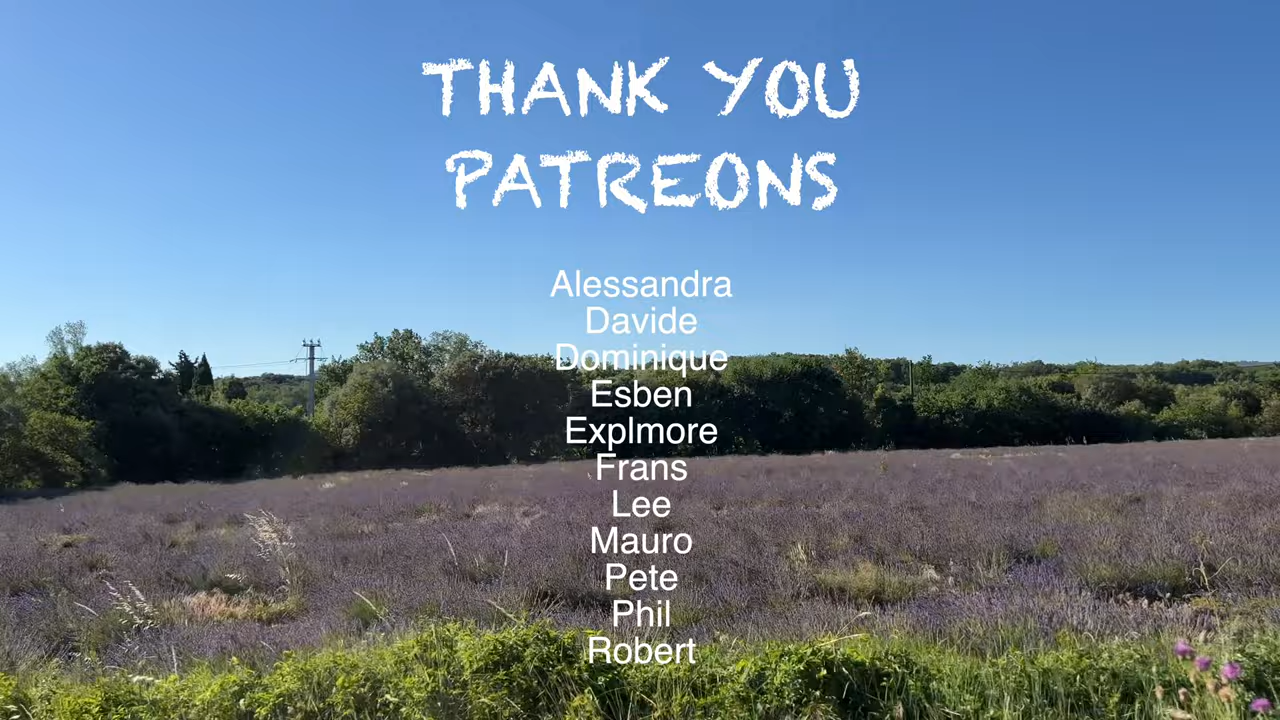 THANK YOU
PATREONS
Alessandra
Davide
Dominique
Esben
Explmore
Frans
Lee
Mauro
Pete
Phil
Robert